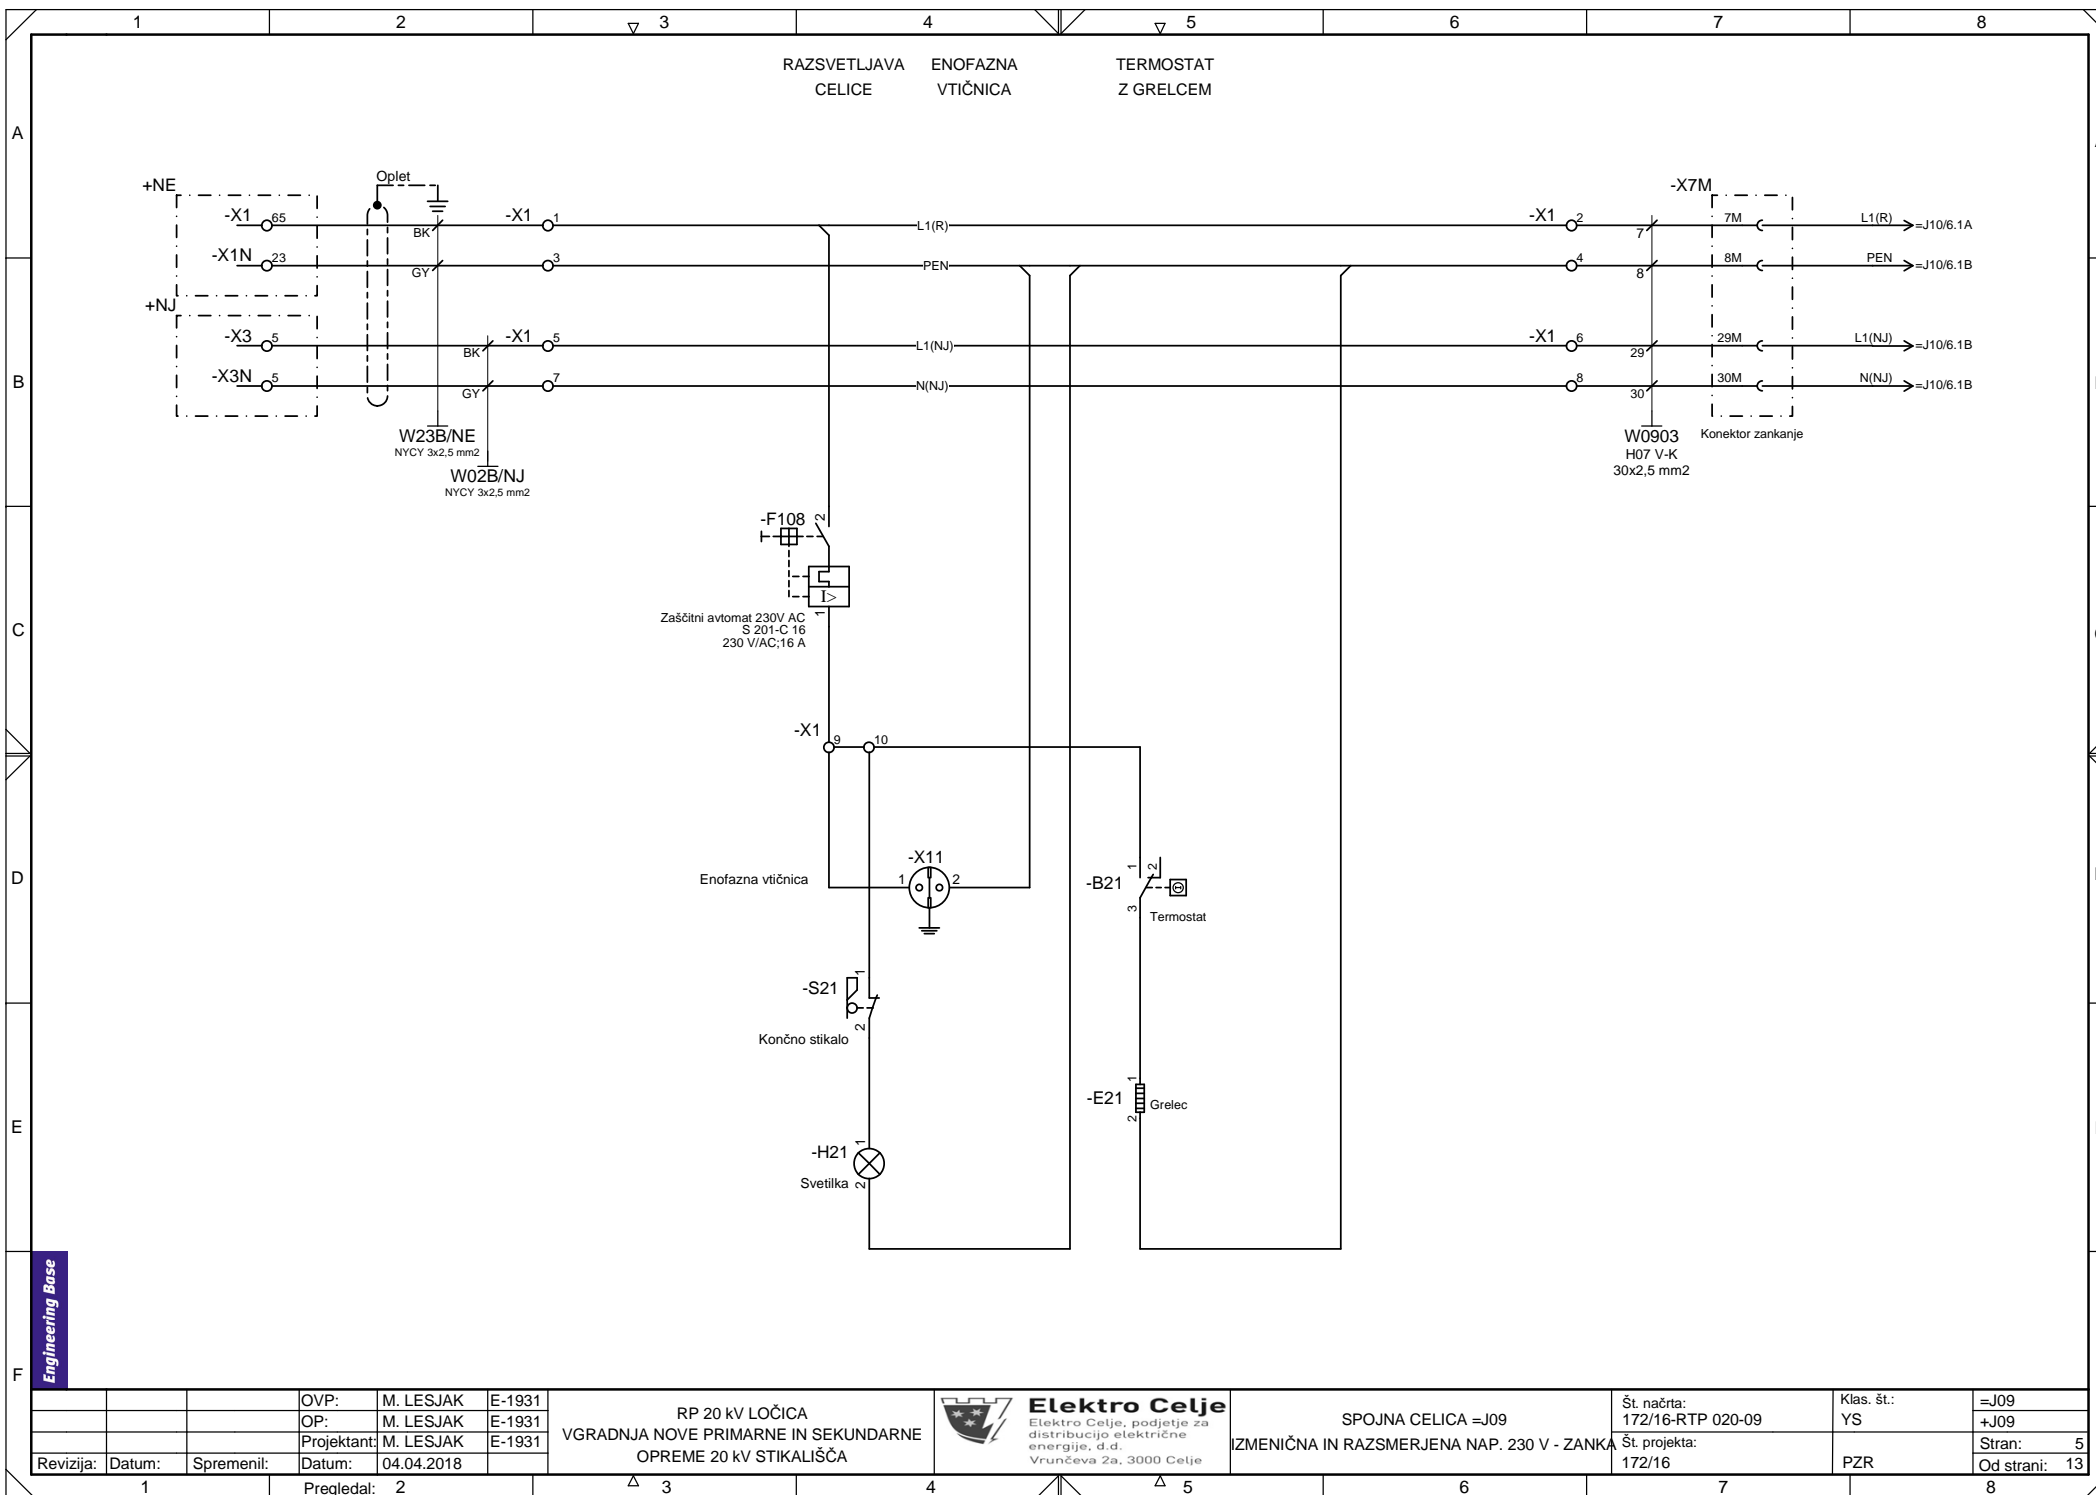 1 2 3 4 5 6 7 8
RAZSVETLJAVA CELICE
ENOFAZNA VTIČNICA
TERMOSTAT Z GRELCEM
A
+NE
Oplet
-X7M
-X1 65 BK -X1 1 L1(R) -X1 2 7 7M L1(R) =J10/6.1A
-X1N 23 GY 3 PEN 4 8 8M PEN =J10/6.1B
+NJ
-X3 5 BK -X1 5 L1(NJ) -X1 6 29 29M L1(NJ) =J10/6.1B
B
-X3N 5 GY 7 N(NJ) 8 30 30M N(NJ) =J10/6.1B
W23B/NE
NYCY 3x2,5 mm2
W02B/NJ
NYCY 3x2,5 mm2
W0903
H07 V-K
30x2,5 mm2
Konektor zankanje
-F108 2
I>
1
Zaščitni avtomat 230V AC
S 201-C 16
230 V/AC;16 A
C
-X1 9 10
D
-X11
Enofazna vtičnica 1 2
-B21 1 2 3
Termostat
-S21 1 2
Končno stikalo
-E21 1 2
Grelec
E
-H21 1 2
Svetilka
F
Engineering Base
OVP: M. LESJAK E-1931
OP: M. LESJAK E-1931
Projektant: M. LESJAK E-1931
Revizija: Datum: Spremenil: Datum: 04.04.2018
Pregledal:
RP 20 kV LOČICA
VGRADNJA NOVE PRIMARNE IN SEKUNDARNE
OPREME 20 kV STIKALIŠČA
Elektro Celje
Elektro Celje, podjetje za
distribucijo električne
energije, d.d.
Vrunčeva 2a, 3000 Celje
SPOJNA CELICA =J09
IZMENIČNA IN RAZSMERJENA NAP. 230 V - ZANKA
Št. načrta:
172/16-RTP 020-09
Št. projekta:
172/16
Klas. št.:
YS
PZR
=J09
+J09
Stran: 5
Od strani: 13
1 2 3 4 5 6 7 8